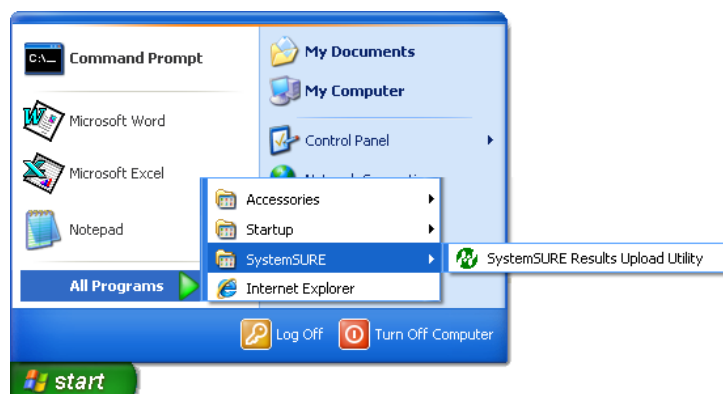 Command Prompt
Microsoft Word
Microsoft Excel
Notepad
All Programs
My Documents
My Computer
Control Panel
Accessories
Startup
SystemSURE
Internet Explorer
SystemSURE Results Upload Utility
Log Off
Turn Off Computer
start